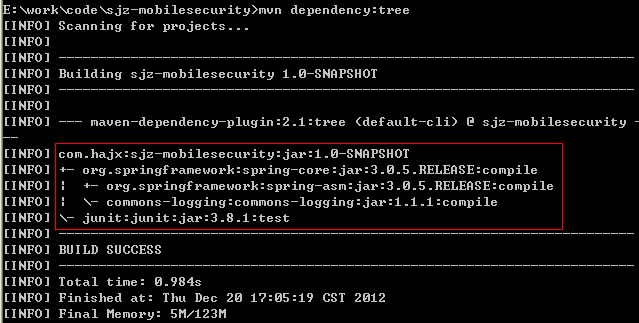 E:\work\code\sjz-mobilesecurity>mvn dependency:tree
[INFO] Scanning for projects...
[INFO]
[INFO] ------------------------------------------------------------------------
[INFO] Building sjz-mobilesecurity 1.0-SNAPSHOT
[INFO] ------------------------------------------------------------------------
[INFO]
[INFO] --- maven-dependency-plugin:2.1:tree (default-cli) @ sjz-mobilesecurity -
--
[INFO] com.hajx:sjz-mobilesecurity:jar:1.0-SNAPSHOT
[INFO] +- org.springframework:spring-core:jar:3.0.5.RELEASE:compile
[INFO] |  +- org.springframework:spring-asm:jar:3.0.5.RELEASE:compile
[INFO] |  \- commons-logging:commons-logging:jar:1.1.1:compile
[INFO] \- junit:junit:jar:3.8.1:test
[INFO] ------------------------------------------------------------------------
[INFO] BUILD SUCCESS
[INFO] ------------------------------------------------------------------------
[INFO] Total time: 0.984s
[INFO] Finished at: Thu Dec 20 17:05:19 CST 2012
[INFO] Final Memory: 5M/123M